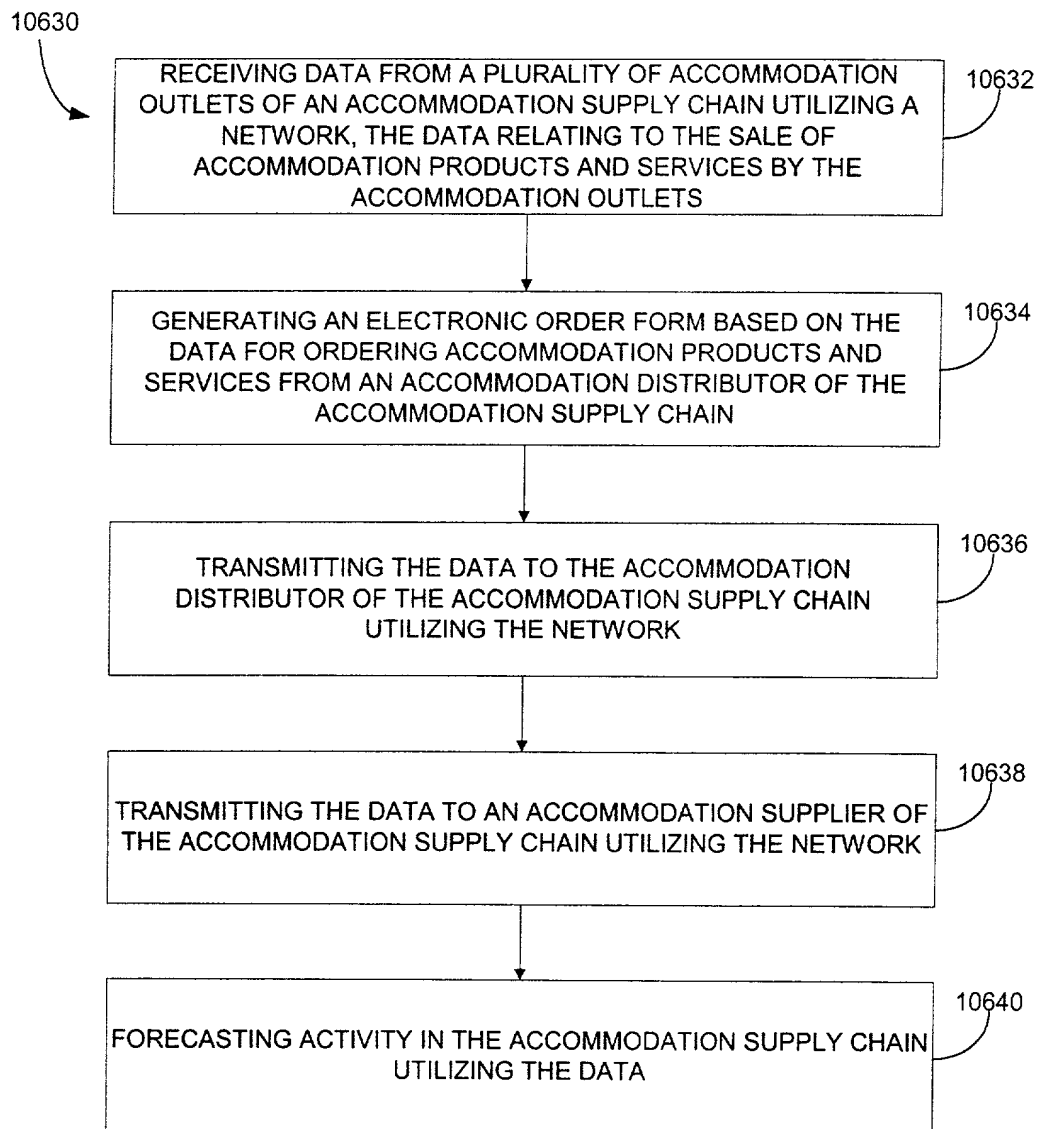 10630
RECEIVING DATA FROM A PLURALITY OF ACCOMMODATION
OUTLETS OF AN ACCOMMODATION SUPPLY CHAIN UTILIZING A
NETWORK, THE DATA RELATING TO THE SALE OF
ACCOMMODATION PRODUCTS AND SERVICES BY THE
ACCOMMODATION OUTLETS
10632
GENERATING AN ELECTRONIC ORDER FORM BASED ON THE
DATA FOR ORDERING ACCOMMODATION PRODUCTS AND
SERVICES FROM AN ACCOMMODATION DISTRIBUTOR OF THE
ACCOMMODATION SUPPLY CHAIN
10634
TRANSMITTING THE DATA TO THE ACCOMMODATION
DISTRIBUTOR OF THE ACCOMMODATION SUPPLY CHAIN
UTILIZING THE NETWORK
10636
TRANSMITTING THE DATA TO AN ACCOMMODATION SUPPLIER OF
THE ACCOMMODATION SUPPLY CHAIN UTILIZING THE NETWORK
10638
FORECASTING ACTIVITY IN THE ACCOMMODATION SUPPLY CHAIN
UTILIZING THE DATA
10640